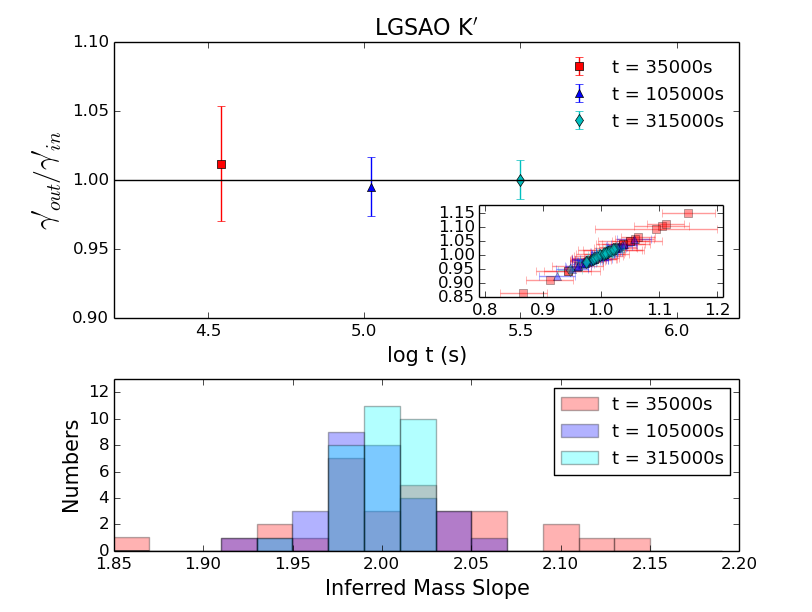 LGSAO K′
1.10
1.05
1.00
0.95
0.90
γ′out/γ′in
t = 35000s
t = 105000s
t = 315000s
1.15
1.10
1.05
1.00
0.95
0.90
0.85
0.8 0.9 1.0 1.1 1.2
4.5 5.0 5.5 6.0
log t (s)
12
10
8
6
4
2
0
Numbers
t = 35000s
t = 105000s
t = 315000s
1.85 1.90 1.95 2.00 2.05 2.10 2.15 2.20
Inferred Mass Slope